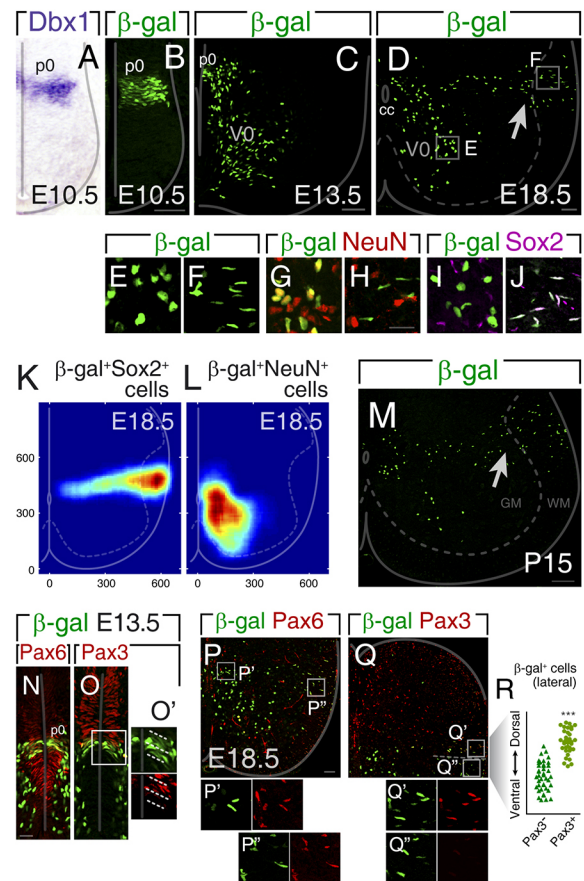 Dbx1 β-gal β-gal β-gal
A B C D
p0 p0 p0 F
cc
V0 V0 E
E10.5 E10.5 E13.5 E18.5
β-gal β-gal NeuN β-gal Sox2
E F G H I J
K β-gal⁺Sox2⁺ cells
L β-gal⁺NeuN⁺ cells
β-gal
E18.5 E18.5
600
300
0
0 300 600 0 300 600
M
GM WM
P15
β-gal E13.5
Pax6 Pax3
N O O'
p0
β-gal Pax6 β-gal Pax3
P Q
P' P"
Q' Q"
E18.5
P' Q'
P" Q"
R
β-gal⁺ cells
(lateral)
***
Ventral ↔ Dorsal
Pax3⁻ Pax3⁺